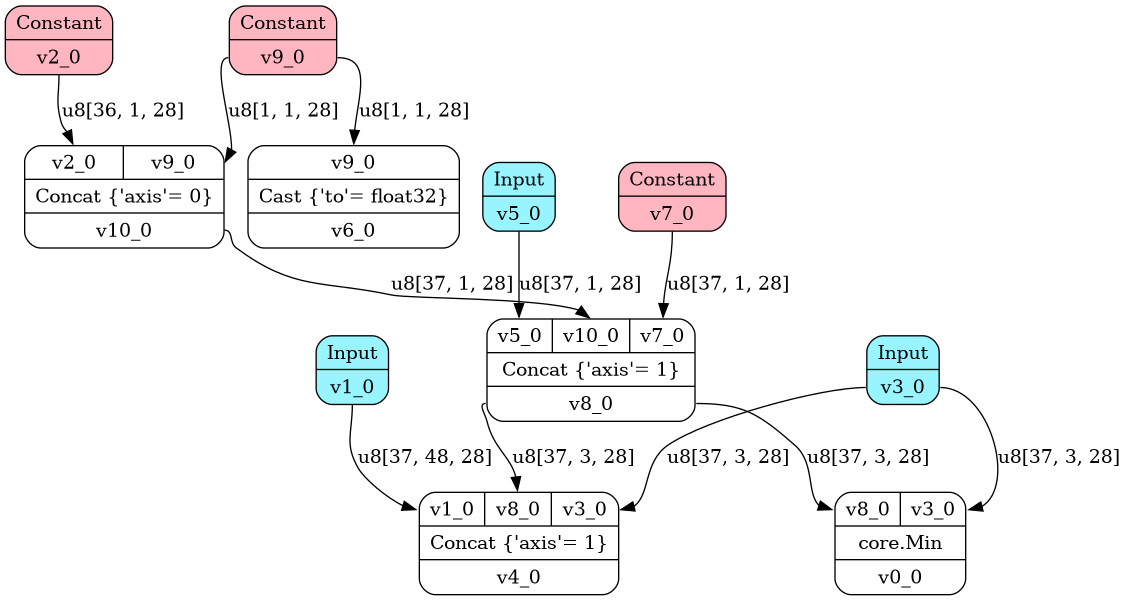 Constant
v2_0
Constant
v9_0
u8[36, 1, 28]
u8[1, 1, 28]
u8[1, 1, 28]
v2_0 v9_0
Concat {'axis'= 0}
v10_0
v9_0
Cast {'to'= float32}
v6_0
Input
v5_0
Constant
v7_0
u8[37, 1, 28]
u8[37, 1, 28]
u8[37, 1, 28]
Input
v1_0
v5_0 v10_0 v7_0
Concat {'axis'= 1}
v8_0
Input
v3_0
u8[37, 48, 28]
u8[37, 3, 28]
u8[37, 3, 28]
u8[37, 3, 28]
u8[37, 3, 28]
v1_0 v8_0 v3_0
Concat {'axis'= 1}
v4_0
v8_0 v3_0
core.Min
v0_0